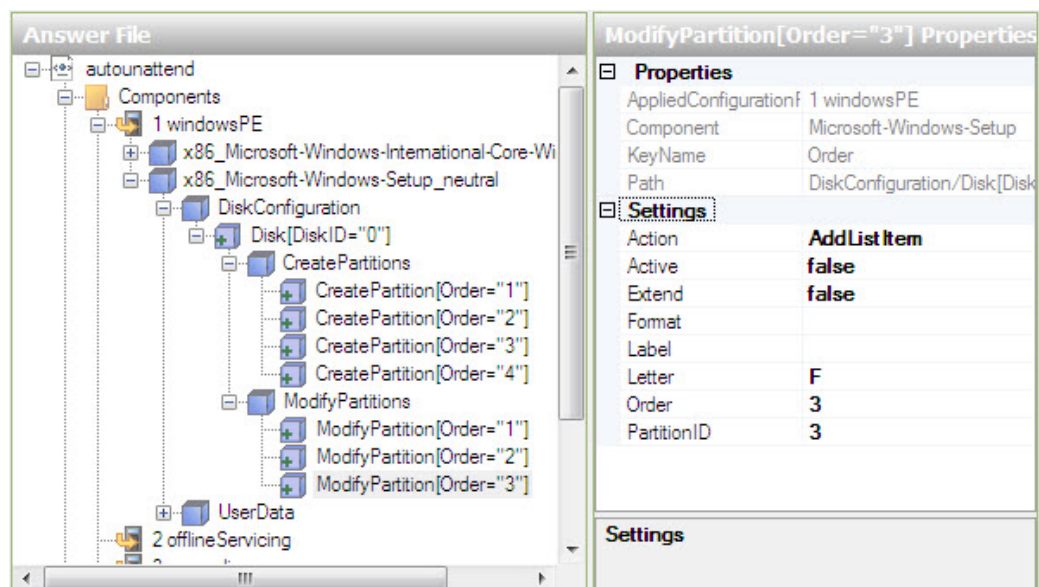 Answer File
autounattend
Components
1 windowsPE
x86_Microsoft-Windows-International-Core-Wi
x86_Microsoft-Windows-Setup_neutral
DiskConfiguration
Disk[DiskID="0"]
CreatePartitions
CreatePartition[Order="1"]
CreatePartition[Order="2"]
CreatePartition[Order="3"]
CreatePartition[Order="4"]
ModifyPartitions
ModifyPartition[Order="1"]
ModifyPartition[Order="2"]
ModifyPartition[Order="3"]
UserData
2 offlineServicing
ModifyPartition[Order="3"] Properties
Properties
AppliedConfigurationP 1 windowsPE
Component Microsoft-Windows-Setup
KeyName Order
Path DiskConfiguration/Disk[Disk
Settings
Action AddListItem
Active false
Extend false
Format
Label
Letter F
Order 3
PartitionID 3
Settings